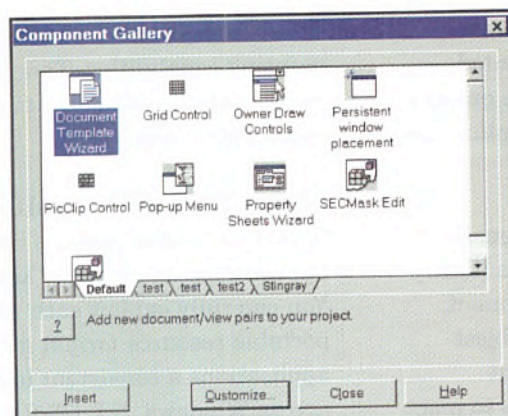 Component Gallery
Document Template Wizard
Grid Control
Owner Draw Controls
Persistent window placement
PicClip Control
Pop-up Menu
Property Sheets Wizard
SECMask Edit
Default test test test2 Stingray
? Add new document/view pairs to your project.
Insert Customize... Close Help